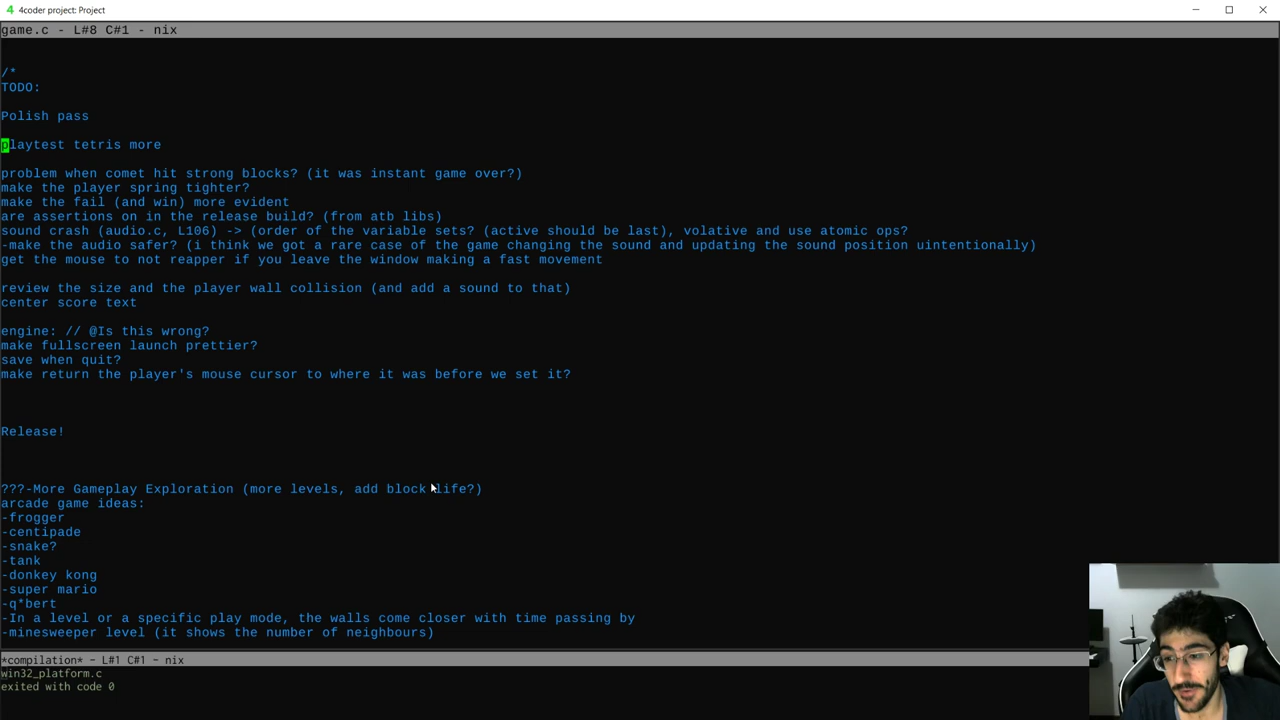 4 4coder project: Project
game.c - L#8 C#1 - nix
/*
TODO:
Polish pass
playtest tetris more
problem when comet hit strong blocks? (it was instant game over?)
make the player spring tighter?
make the fail (and win) more evident
are assertions on in the release build? (from atb libs)
sound crash (audio.c, L106) -> (order of the variable sets? (active should be last), volative and use atomic ops?
-make the audio safer? (i think we got a rare case of the game changing the sound and updating the sound position uintentionally)
get the mouse to not reapper if you leave the window making a fast movement
review the size and the player wall collision (and add a sound to that)
center score text
engine: // @Is this wrong?
make fullscreen launch prettier?
save when quit?
make return the player's mouse cursor to where it was before we set it?
Release!
???-More Gameplay Exploration (more levels, add block life?)
arcade game ideas:
-frogger
-centipade
-snake?
-tank
-donkey kong
-super mario
-q*bert
-In a level or a specific play mode, the walls come closer with time passing by
-minesweeper level (it shows the number of neighbours)
*compilation* - L#1 C#1 - nix
win32_platform.c
exited with code 0